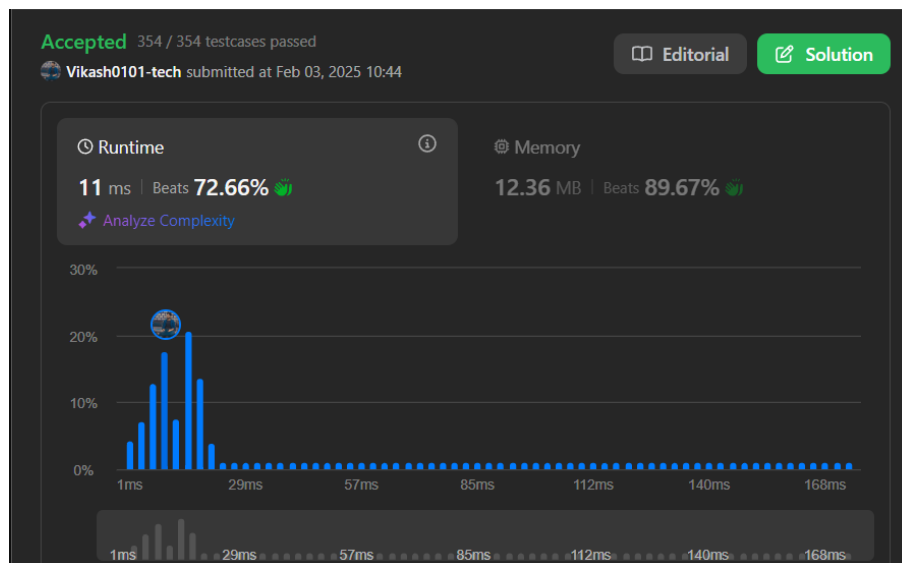 Accepted 354 / 354 testcases passed
Editorial
Solution
Vikash0101-tech submitted at Feb 03, 2025 10:44
Runtime
11 ms | Beats 72.66%
Analyze Complexity
Memory
12.36 MB | Beats 89.67%
30%
20%
10%
0%
1ms 29ms 57ms 85ms 112ms 140ms 168ms
1ms 29ms 57ms 85ms 112ms 140ms 168ms